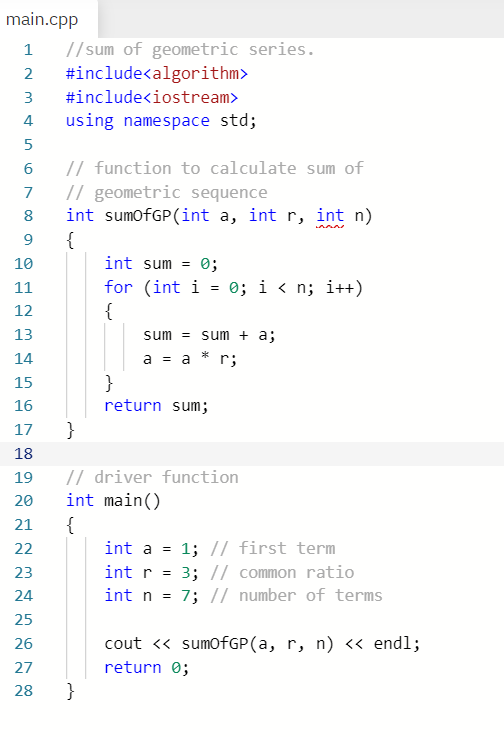 main.cpp
1 //sum of geometric series.
2 #include<algorithm>
3 #include<iostream>
4 using namespace std;
5
6 // function to calculate sum of
7 // geometric sequence
8 int sumOfGP(int a, int r, int n)
9 {
10     int sum = 0;
11     for (int i = 0; i < n; i++)
12     {
13         sum = sum + a;
14         a = a * r;
15     }
16     return sum;
17 }
18
19 // driver function
20 int main()
21 {
22     int a = 1; // first term
23     int r = 3; // common ratio
24     int n = 7; // number of terms
25
26     cout << sumOfGP(a, r, n) << endl;
27     return 0;
28 }